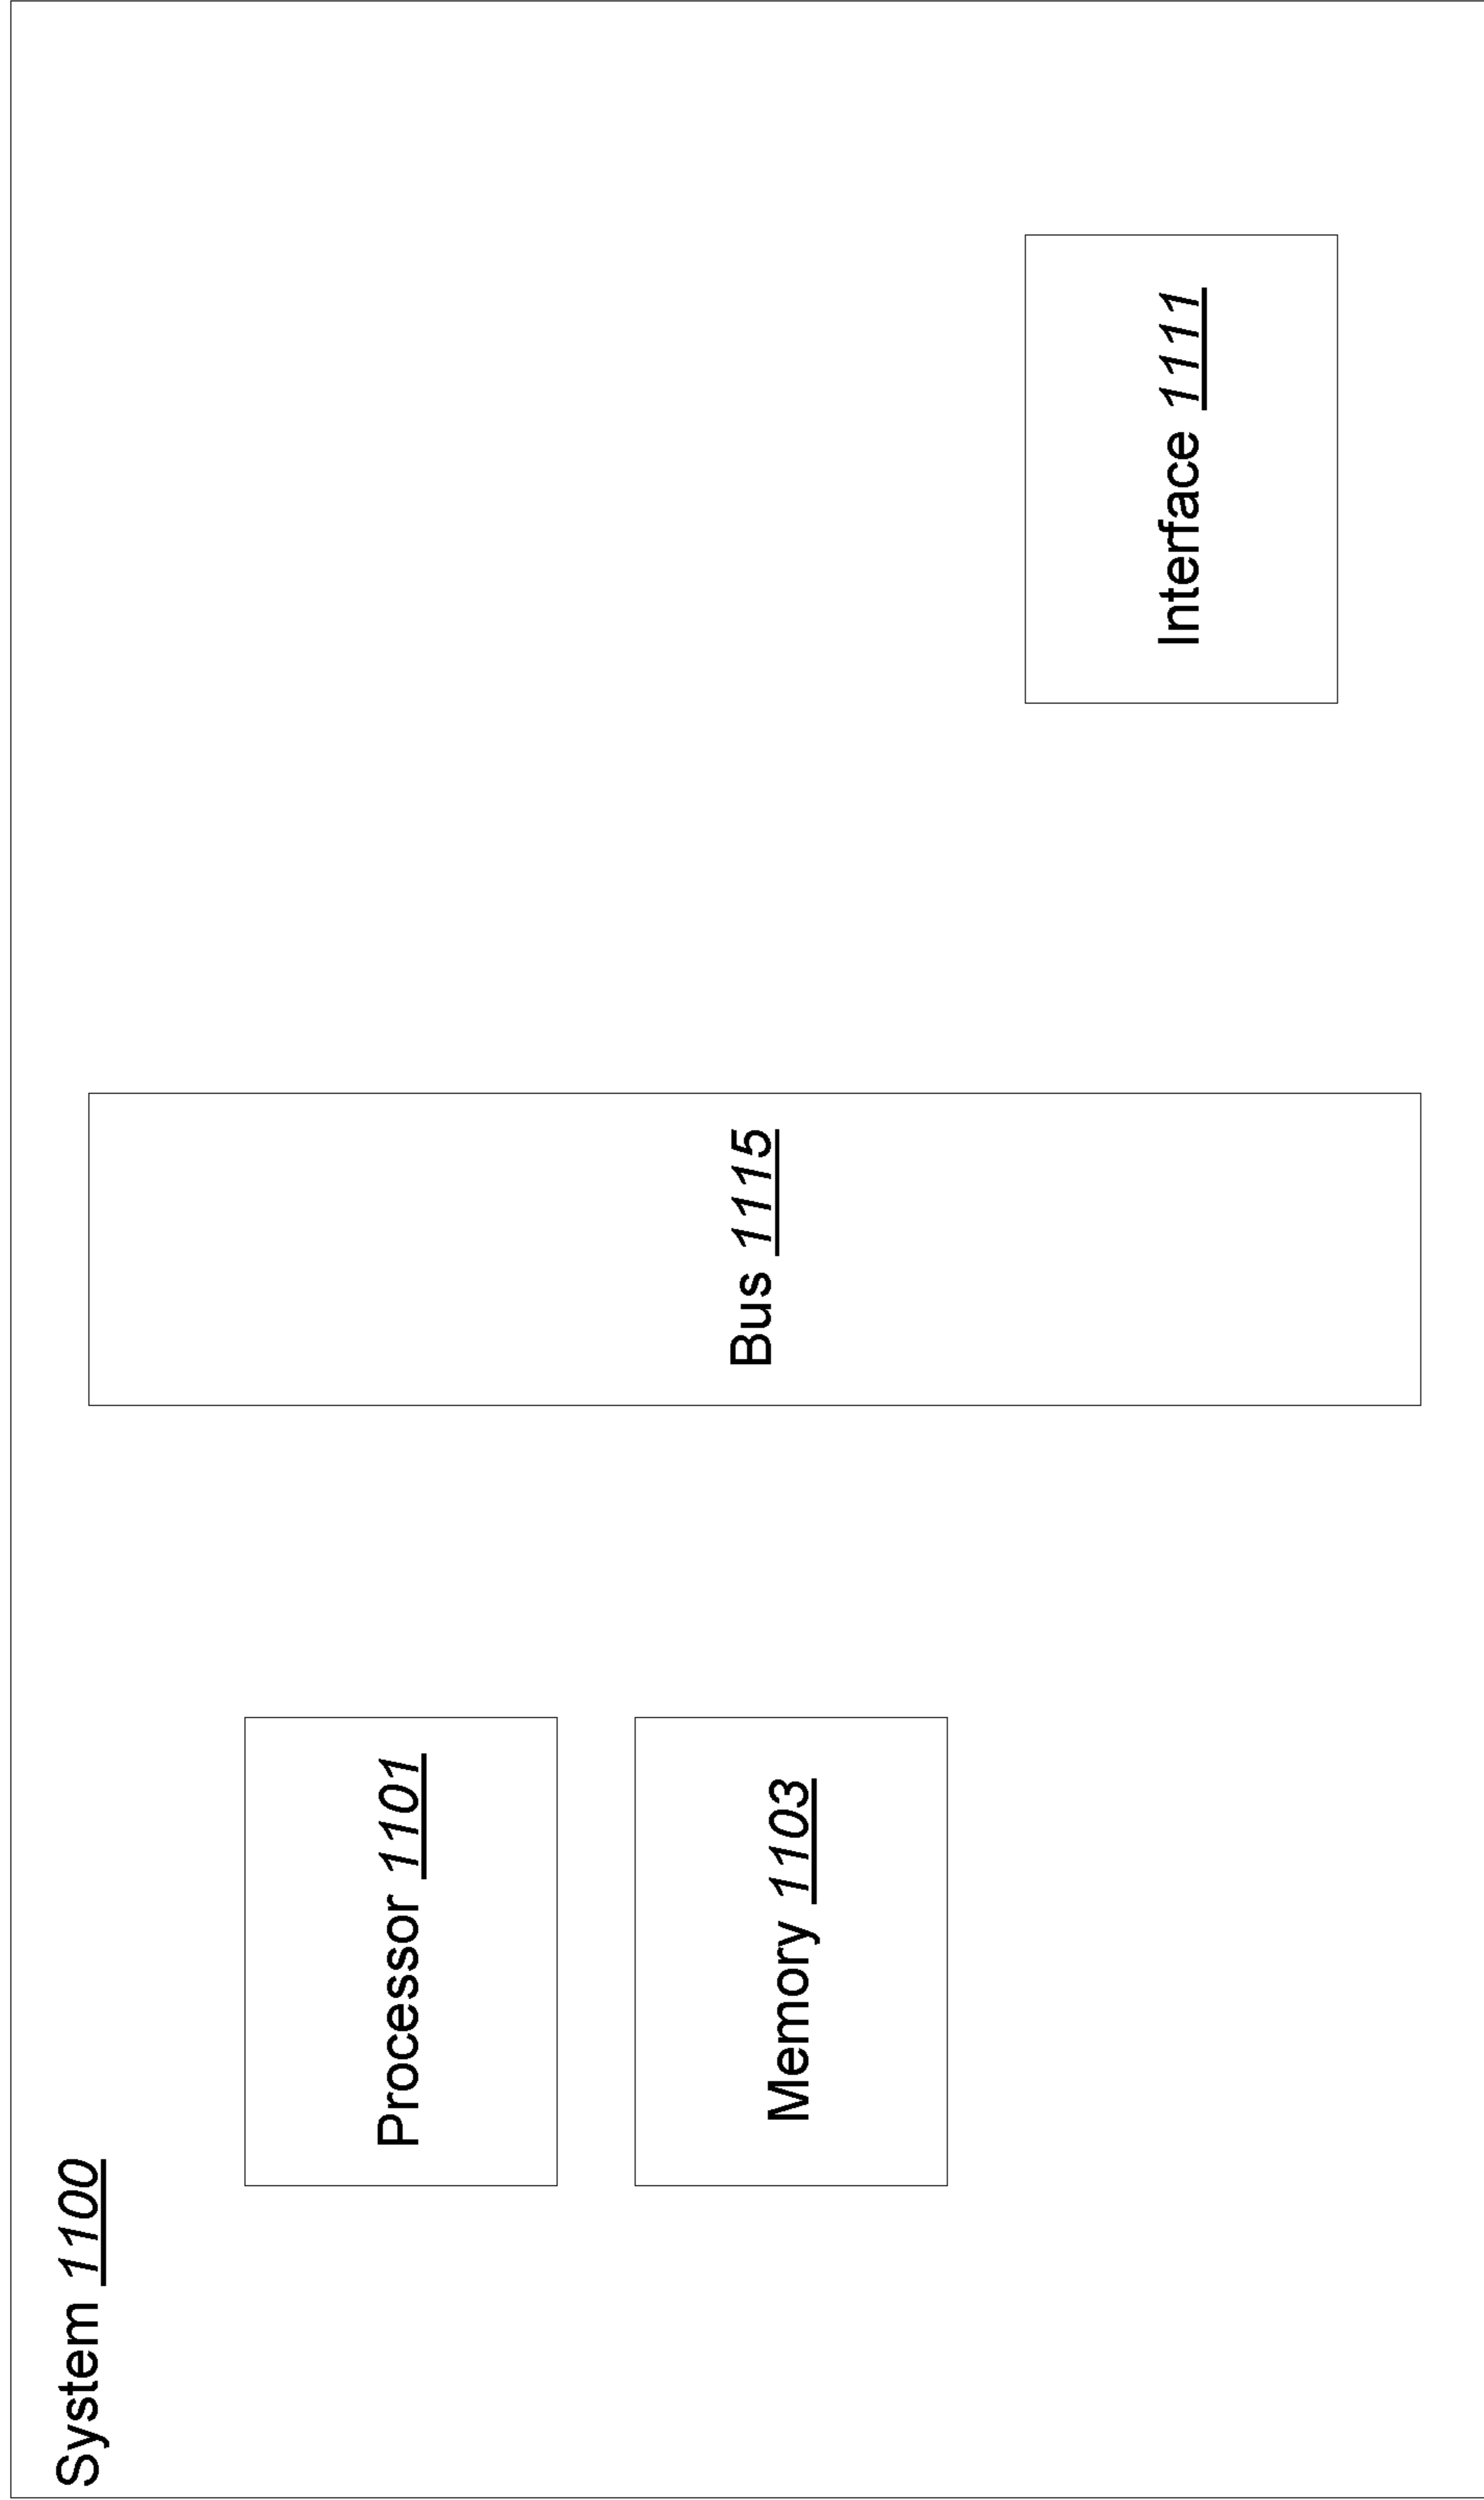 System 1100
Processor 1101
Memory 1103
Bus 1115
Interface 1111